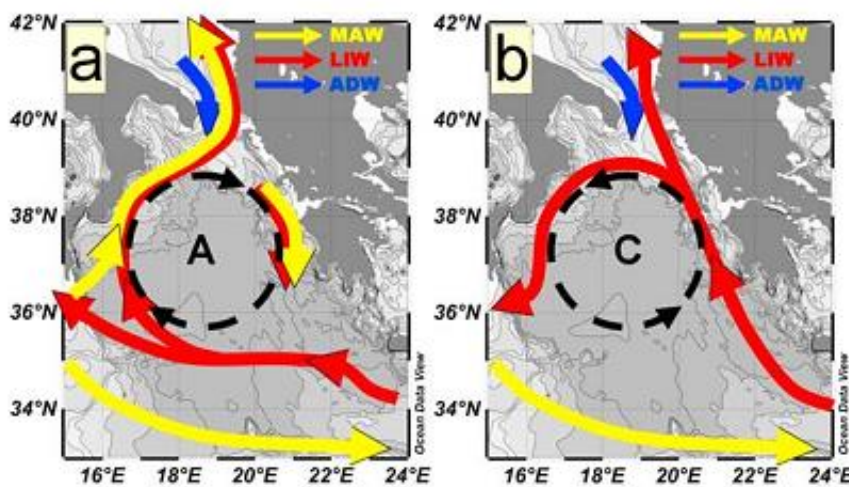 42°N
40°N
38°N
36°N
34°N
a
MAW
LIW
ADW
A
16°E 18°E 20°E 22°E 24°E
Ocean Data View
42°N
40°N
38°N
36°N
34°N
b
MAW
LIW
ADW
C
16°E 18°E 20°E 22°E 24°E
Ocean Data View